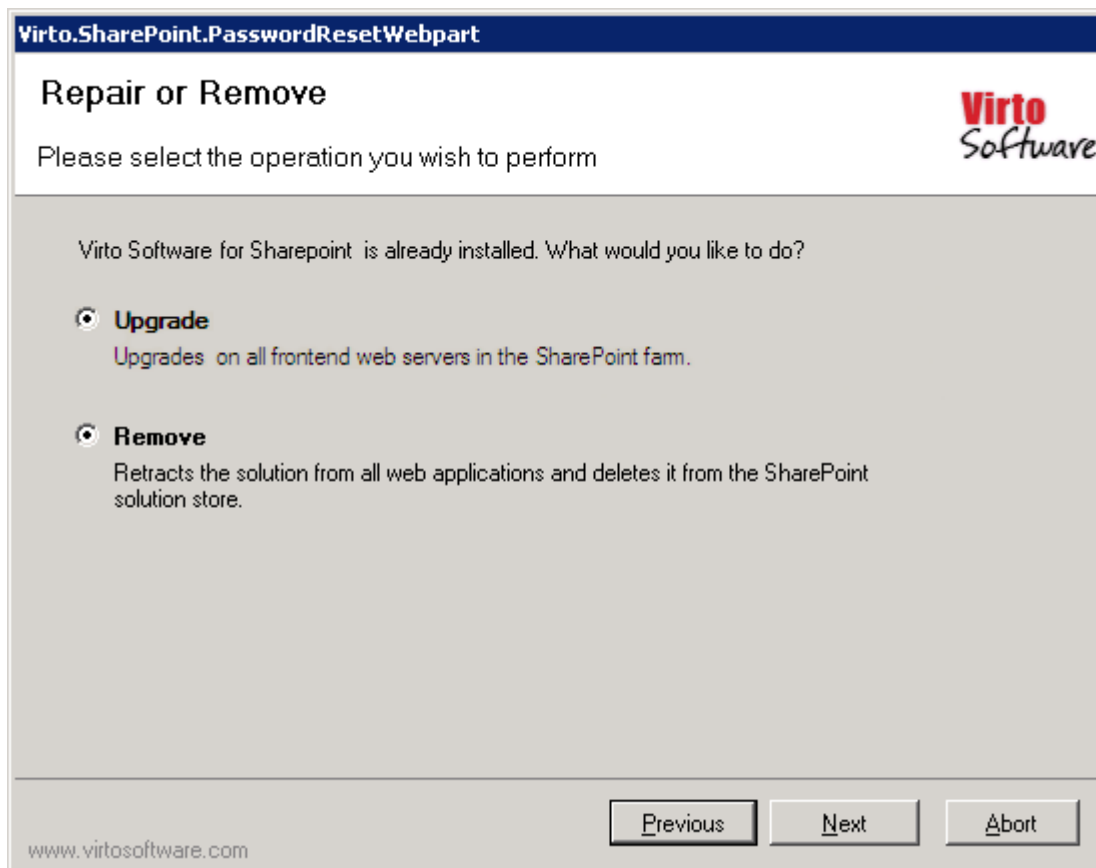 Virto.SharePoint.PasswordResetWebpart
Repair or Remove
Please select the operation you wish to perform
Virto
Software
Virto Software for Sharepoint is already installed. What would you like to do?
Upgrade
Upgrades on all frontend web servers in the SharePoint farm.
Remove
Retracts the solution from all web applications and deletes it from the SharePoint
solution store.
Previous
Next
Abort
www.virtosoftware.com